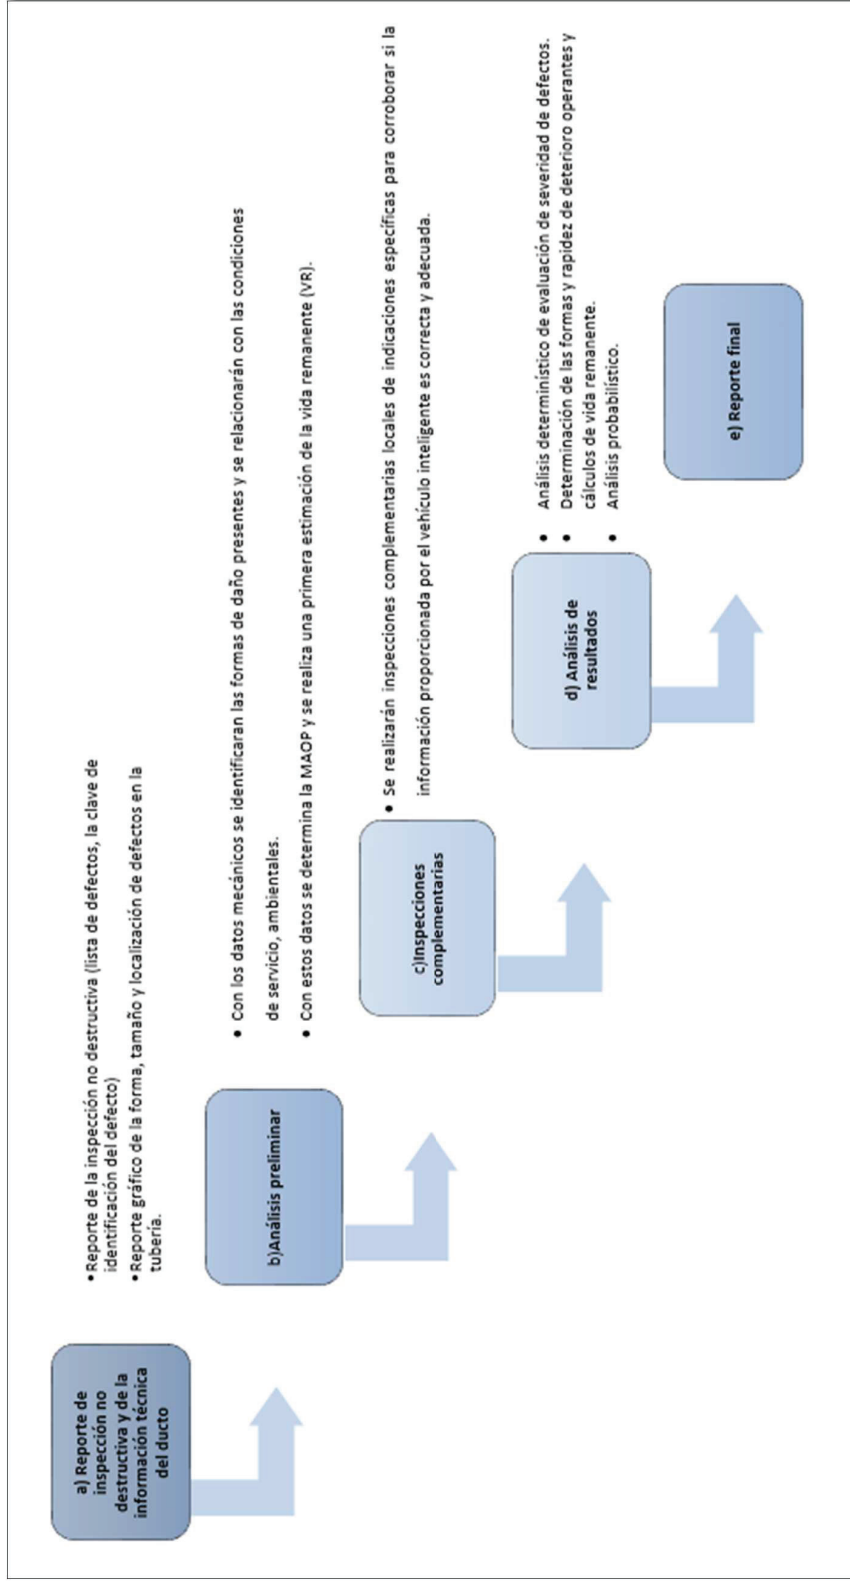 a) Reporte de
inspección no
destructiva y de la
información técnica
del ducto
•Reporte de la inspección no destructiva (lista de defectos, la clave de
identificación del defecto)
•Reporte gráfico de la forma, tamaño y localización de defectos en la
tubería.
b)Análisis preliminar
• Con los datos mecánicos se identificaran las formas de daño presentes y se relacionarán con las condiciones
de servicio, ambientales.
• Con estos datos se determina la MAOP y se realiza una primera estimación de la vida remanente (VR).
c)Inspecciones
complementarias
• Se realizarán inspecciones complementarias locales de indicaciones específicas para corroborar si la
información proporcionada por el vehículo inteligente es correcta y adecuada.
d) Análisis de
resultados
• Análisis determinístico de evaluación de severidad de defectos.
• Determinación de las formas y rapidez de deterioro operantes y
cálculos de vida remanente.
• Análisis probabilístico.
e) Reporte final